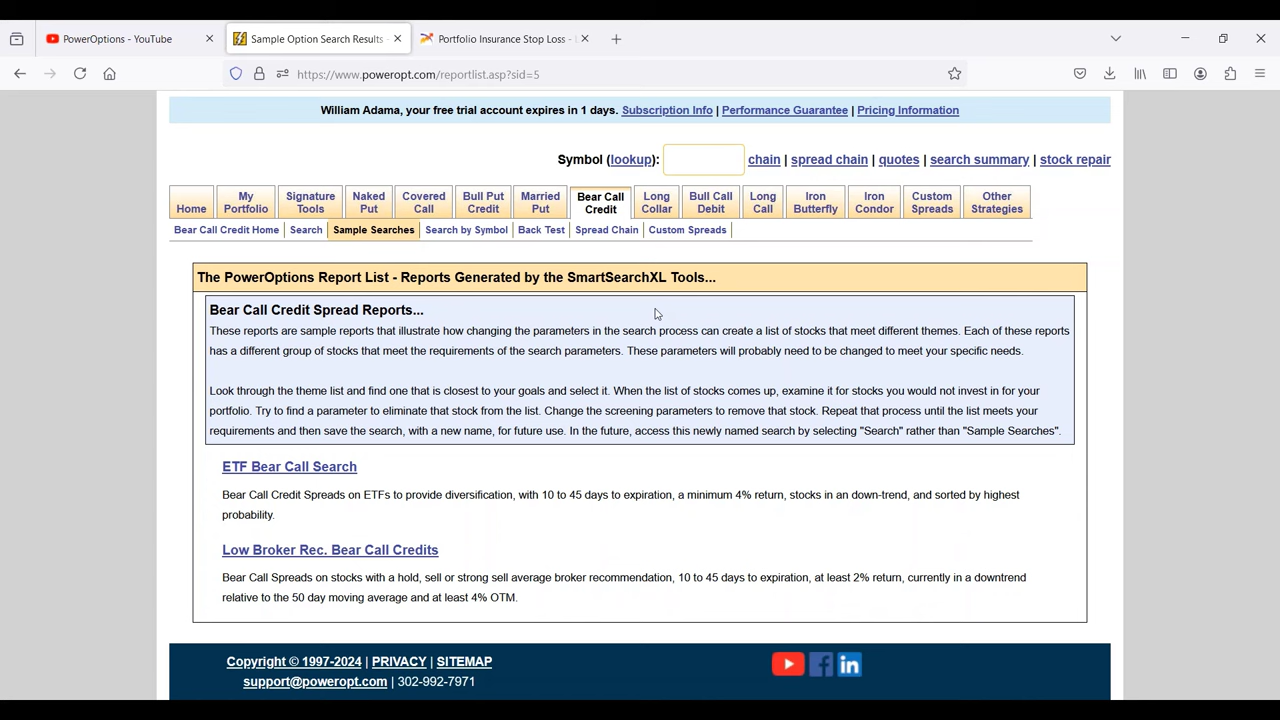 PowerOptions - YouTube
Sample Option Search Results -
Portfolio Insurance Stop Loss -
https://www.poweropt.com/reportlist.asp?sid=5
William Adama, your free trial account expires in 1 days. Subscription Info | Performance Guarantee | Pricing Information
Symbol (lookup): chain | spread chain | quotes | search summary | stock repair
Home
My Portfolio
Signature Tools
Naked Put
Covered Call
Bull Put Credit
Married Put
Bear Call Credit
Long Collar
Bull Call Debit
Long Call
Iron Butterfly
Iron Condor
Custom Spreads
Other Strategies
Bear Call Credit Home | Search | Sample Searches | Search by Symbol | Back Test | Spread Chain | Custom Spreads |
The PowerOptions Report List - Reports Generated by the SmartSearchXL Tools...
Bear Call Credit Spread Reports...
These reports are sample reports that illustrate how changing the parameters in the search process can create a list of stocks that meet different themes. Each of these reports
has a different group of stocks that meet the requirements of the search parameters. These parameters will probably need to be changed to meet your specific needs.
Look through the theme list and find one that is closest to your goals and select it. When the list of stocks comes up, examine it for stocks you would not invest in for your
portfolio. Try to find a parameter to eliminate that stock from the list. Change the screening parameters to remove that stock. Repeat that process until the list meets your
requirements and then save the search, with a new name, for future use. In the future, access this newly named search by selecting "Search" rather than "Sample Searches".
ETF Bear Call Search
Bear Call Credit Spreads on ETFs to provide diversification, with 10 to 45 days to expiration, a minimum 4% return, stocks in an down-trend, and sorted by highest
probability.
Low Broker Rec. Bear Call Credits
Bear Call Spreads on stocks with a hold, sell or strong sell average broker recommendation, 10 to 45 days to expiration, at least 2% return, currently in a downtrend
relative to the 50 day moving average and at least 4% OTM.
Copyright © 1997-2024 | PRIVACY | SITEMAP
support@poweropt.com | 302-992-7971